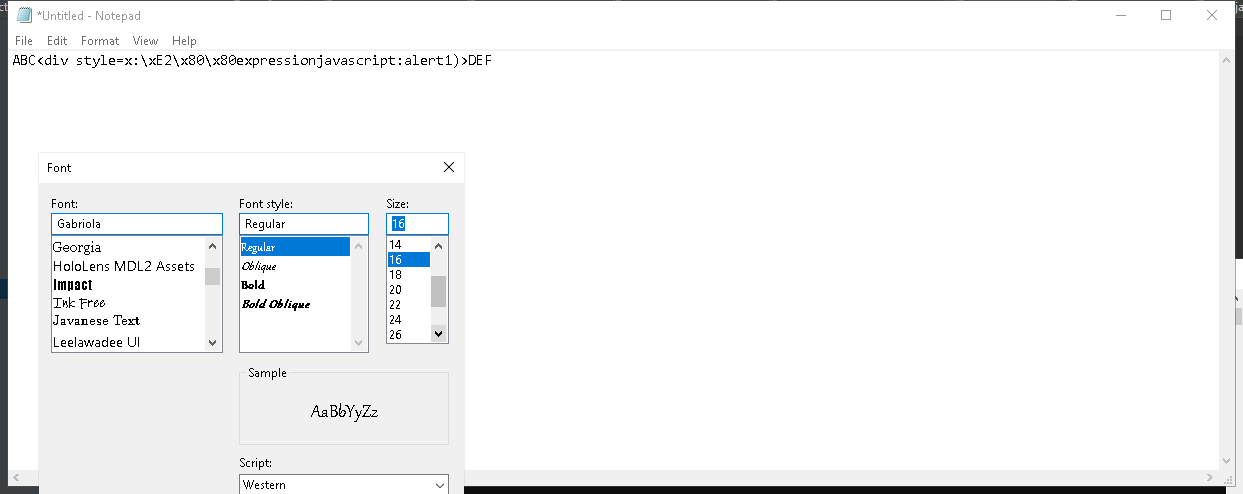 *Untitled - Notepad
File Edit Format View Help
ABC<div style=x:\xE2\x80\x80expressionjavascript:alert1)>DEF
Font
Font: Font style: Size:
Gabriola Regular 16
Georgia Regular 14
HoloLens MDL2 Assets Oblique 16
Impact Bold 18
Ink Free Bold Oblique 20
Javanese Text 22
Leelawadee UI 24
26
Sample
AaBbYyZz
Script:
Western